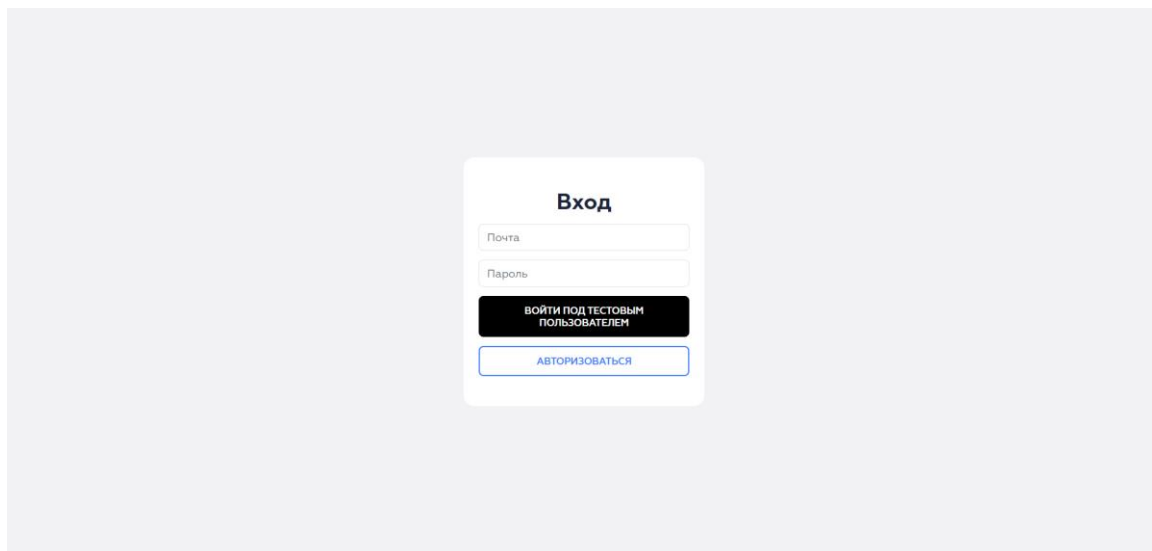 Вход
Почта
Пароль
ВОЙТИ ПОД ТЕСТОВЫМ
ПОЛЬЗОВАТЕЛЕМ
АВТОРИЗОВАТЬСЯ